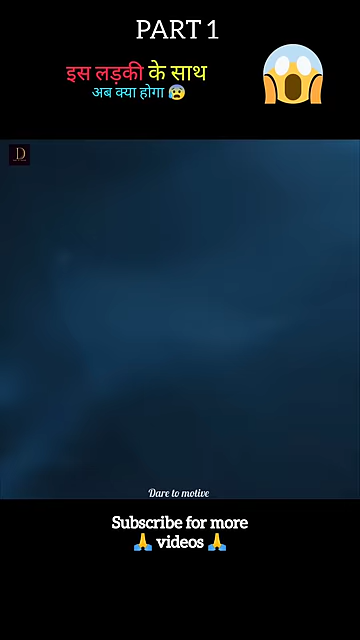 PART 1
इस लड़की के साथ
अब क्या होगा 😰
D
Dare to motive
Subscribe for more
🙏 videos 🙏